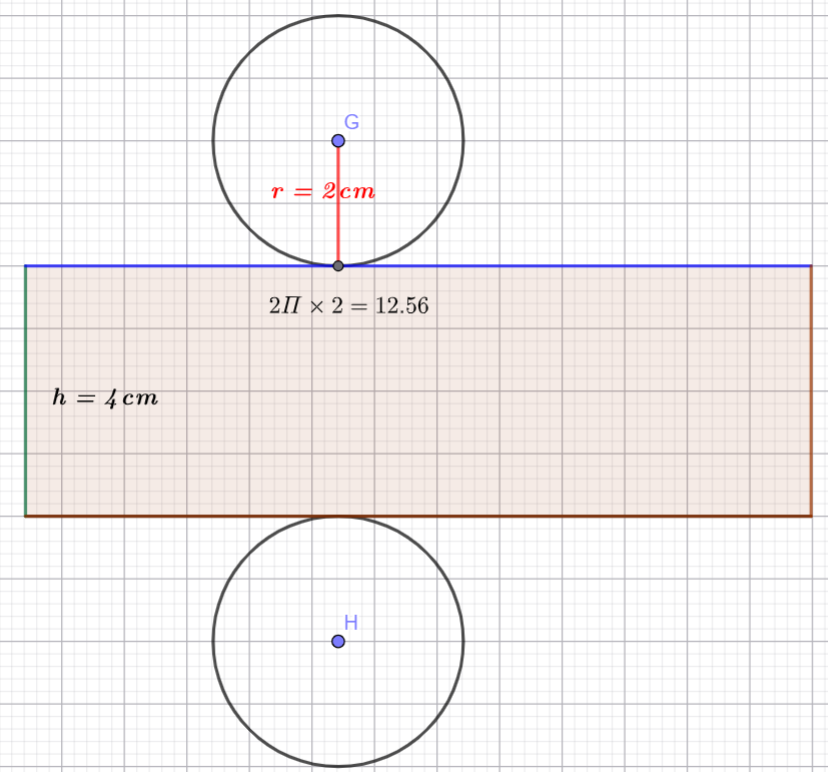 G
r = 2cm
2Π × 2 = 12.56
h = 4cm
H